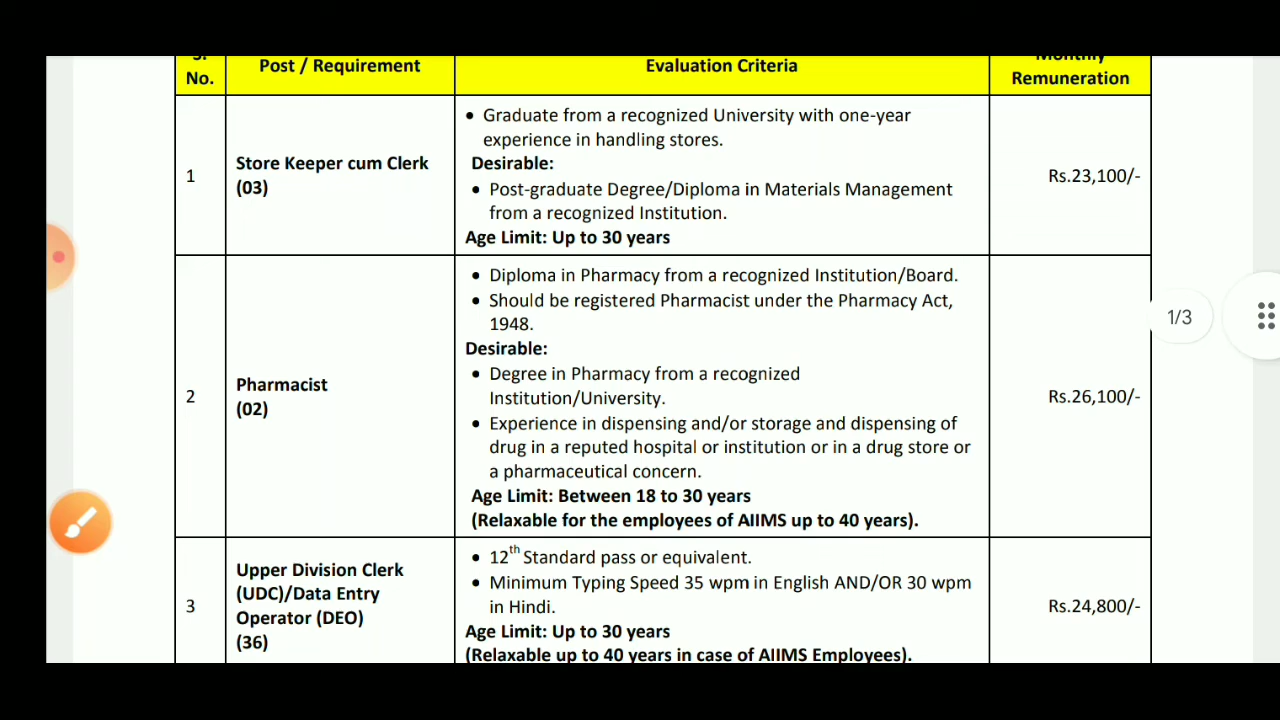 No.
Post / Requirement
Evaluation Criteria
Remuneration
1
Store Keeper cum Clerk
(03)
• Graduate from a recognized University with one-year
experience in handling stores.
Desirable:
• Post-graduate Degree/Diploma in Materials Management
from a recognized Institution.
Age Limit: Up to 30 years
Rs.23,100/-
2
Pharmacist
(02)
• Diploma in Pharmacy from a recognized Institution/Board.
• Should be registered Pharmacist under the Pharmacy Act,
1948.
Desirable:
• Degree in Pharmacy from a recognized
Institution/University.
• Experience in dispensing and/or storage and dispensing of
drug in a reputed hospital or institution or in a drug store or
a pharmaceutical concern.
Age Limit: Between 18 to 30 years
(Relaxable for the employees of AIIMS up to 40 years).
Rs.26,100/-
3
Upper Division Clerk
(UDC)/Data Entry
Operator (DEO)
(36)
• 12th Standard pass or equivalent.
• Minimum Typing Speed 35 wpm in English AND/OR 30 wpm
in Hindi.
Age Limit: Up to 30 years
(Relaxable up to 40 years in case of AIIMS Employees).
Rs.24,800/-
1/3